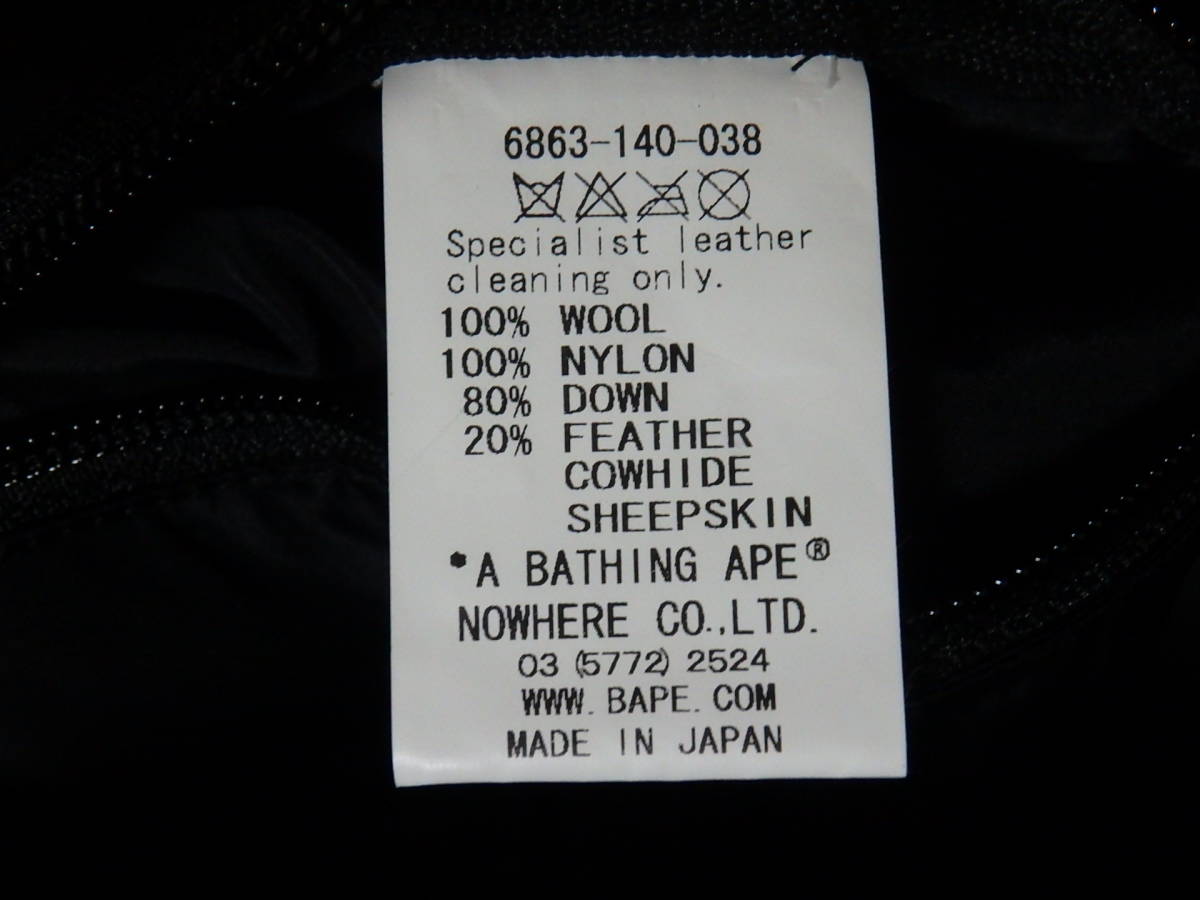 6863-140-038
Specialist leather
cleaning only.
100% WOOL
100% NYLON
80% DOWN
20% FEATHER
COWHIDE
SHEEPSKIN
*A BATHING APE®
NOWHERE CO.,LTD.
03 (5772) 2524
WWW. BAPE. COM
MADE IN JAPAN